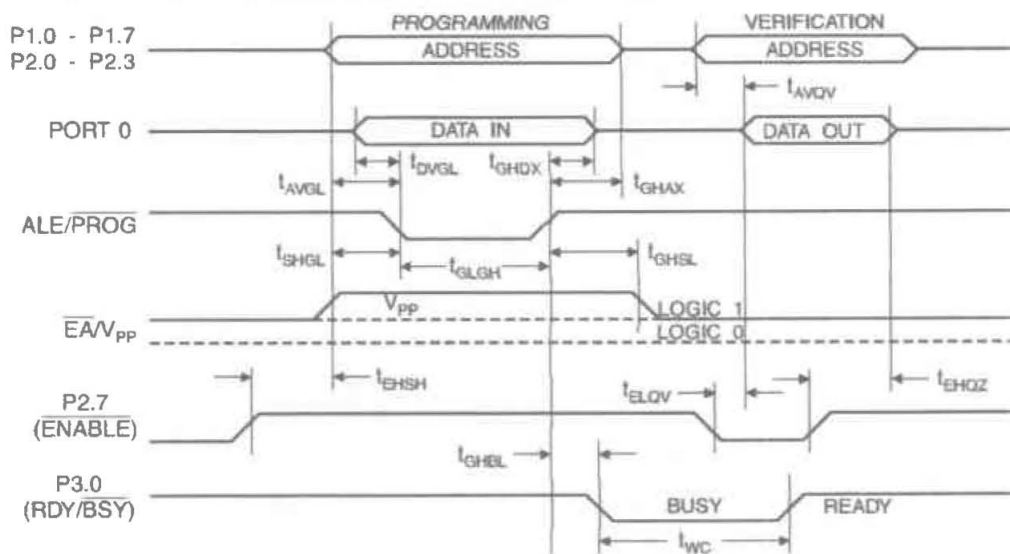 PROGRAMMING VERIFICATION
P1.0 - P1.7
P2.0 - P2.3
ADDRESS ADDRESS
tAVQV
PORT 0 DATA IN DATA OUT
tDVGL tGHDX
tAVGL tGHAX
ALE/PROG
tSHGL tGLGH tGHSL
VPP LOGIC 1
EA/VPP LOGIC 0
tEHSH tELQV tEHQZ
P2.7
(ENABLE)
tGHBL
P3.0
(RDY/BSY) BUSY READY
tWC